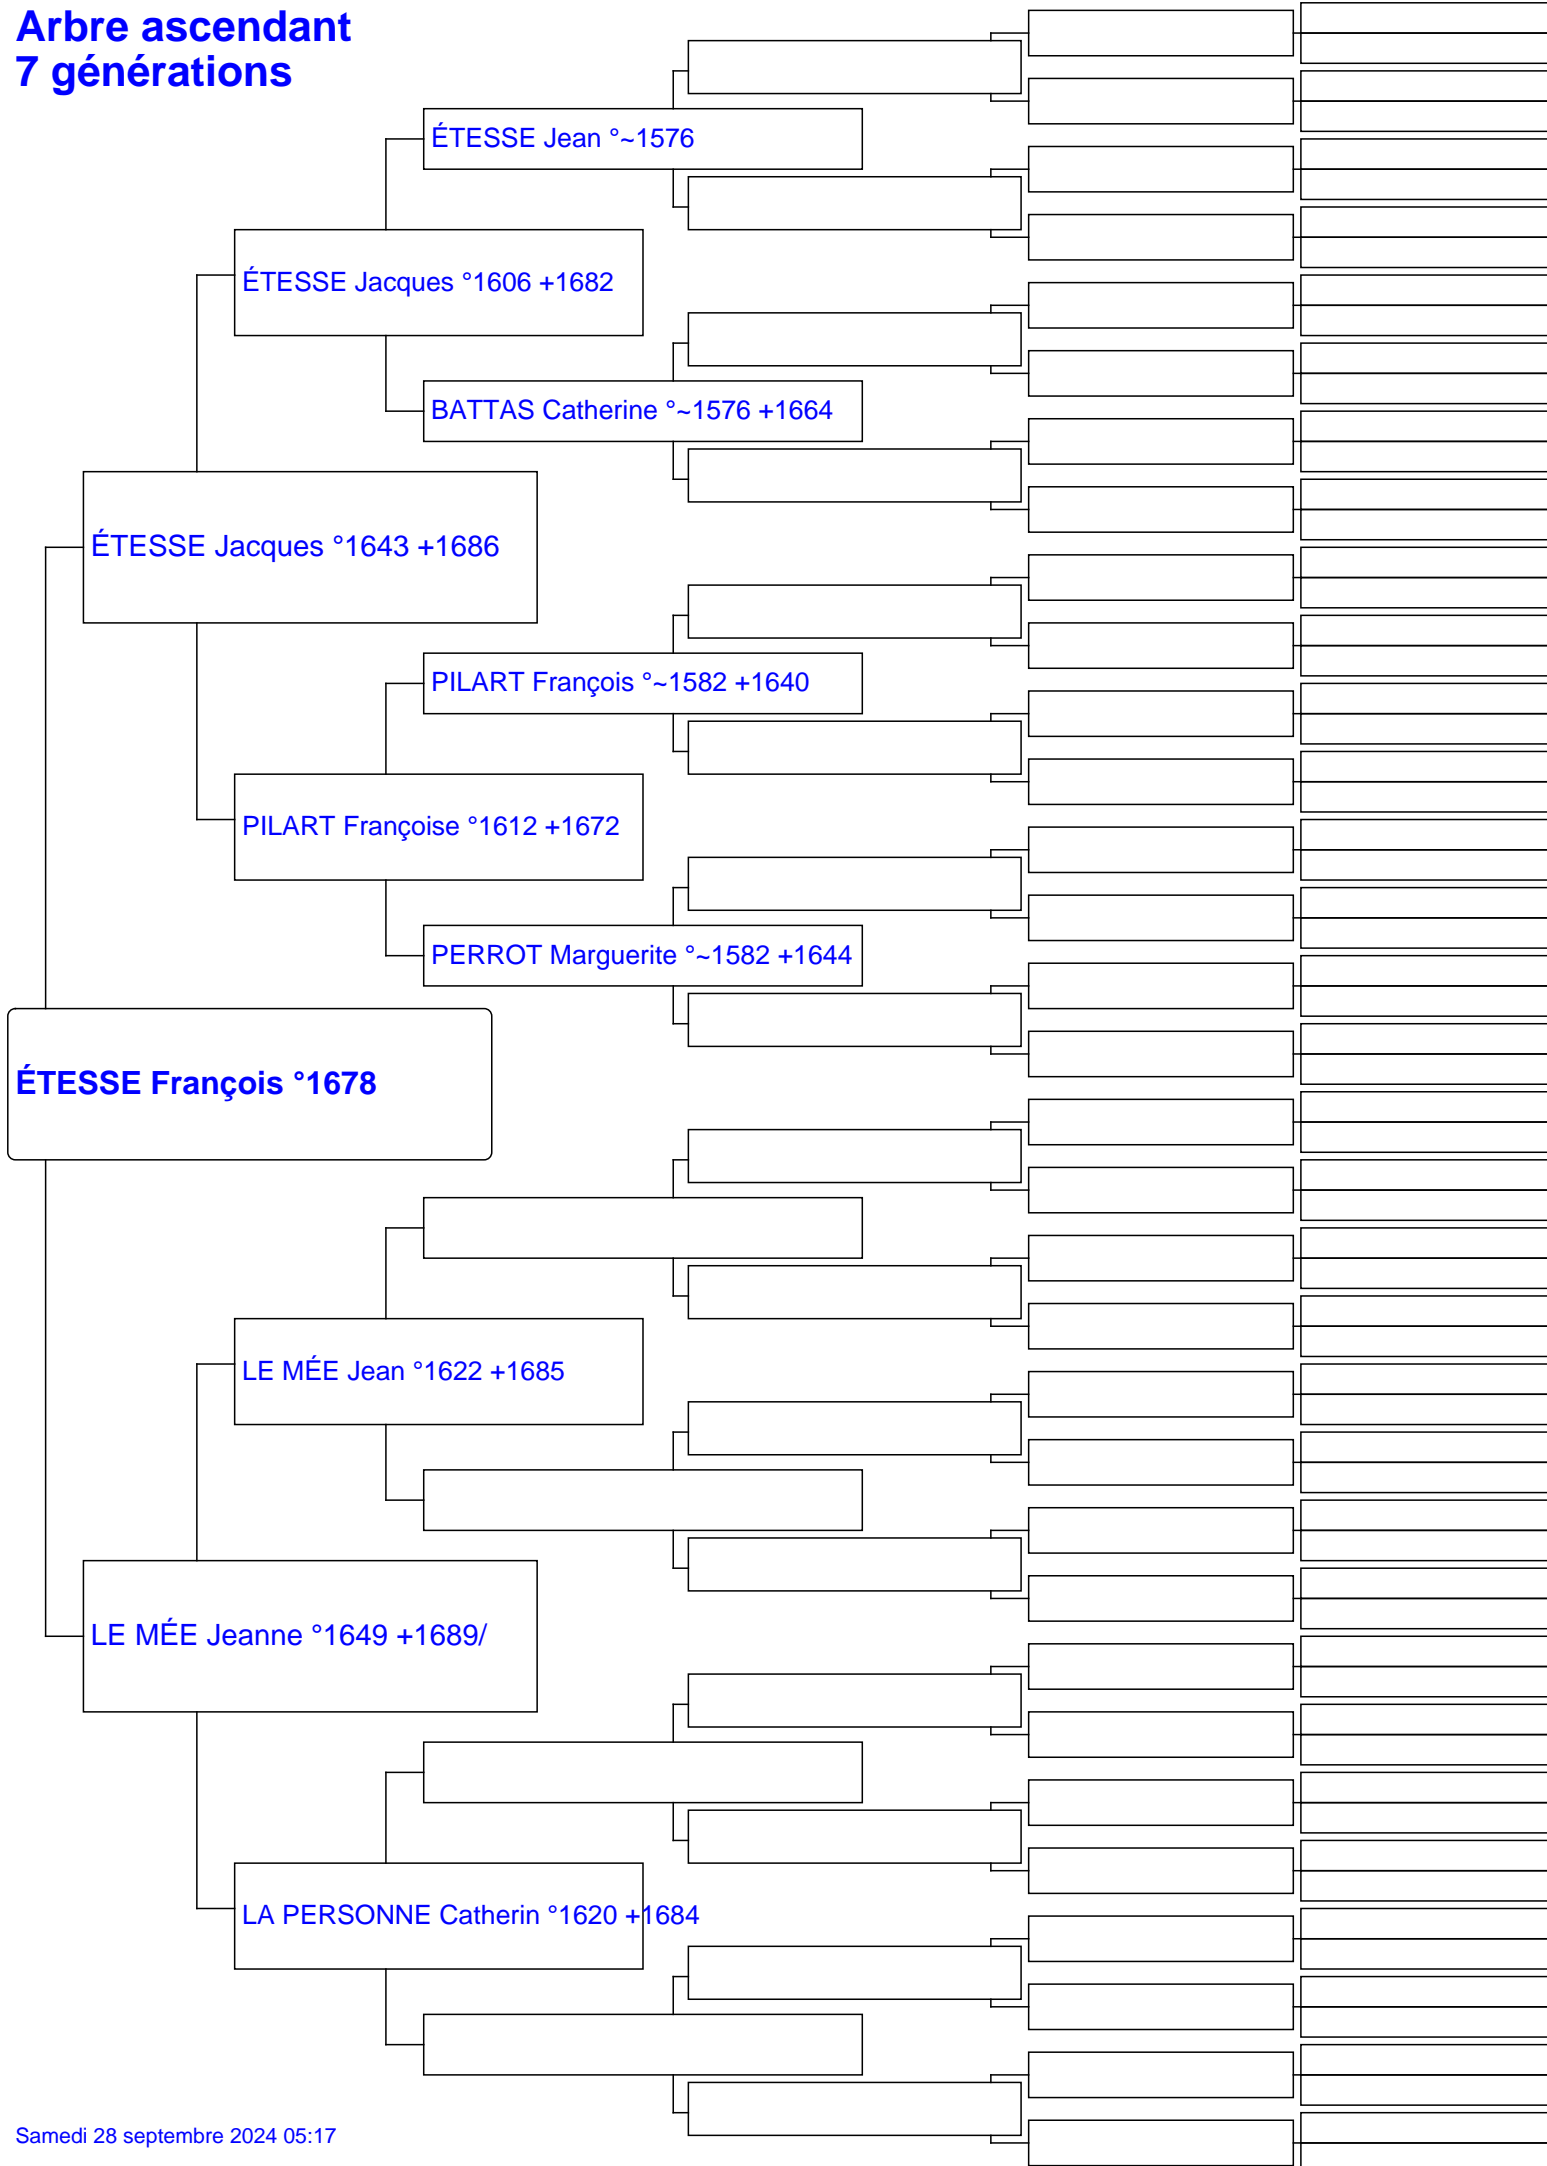 Arbre ascendant
7 générations
ÉTESSE Jean °~1576
ÉTESSE Jacques °1606 +1682
BATTAS Catherine °~1576 +1664
ÉTESSE Jacques °1643 +1686
PILART François °~1582 +1640
PILART Françoise °1612 +1672
PERROT Marguerite °~1582 +1644
ÉTESSE François °1678
LE MÉE Jean °1622 +1685
LE MÉE Jeanne °1649 +1689/
LA PERSONNE Catherin °1620 +1684
Samedi 28 septembre 2024 05:17